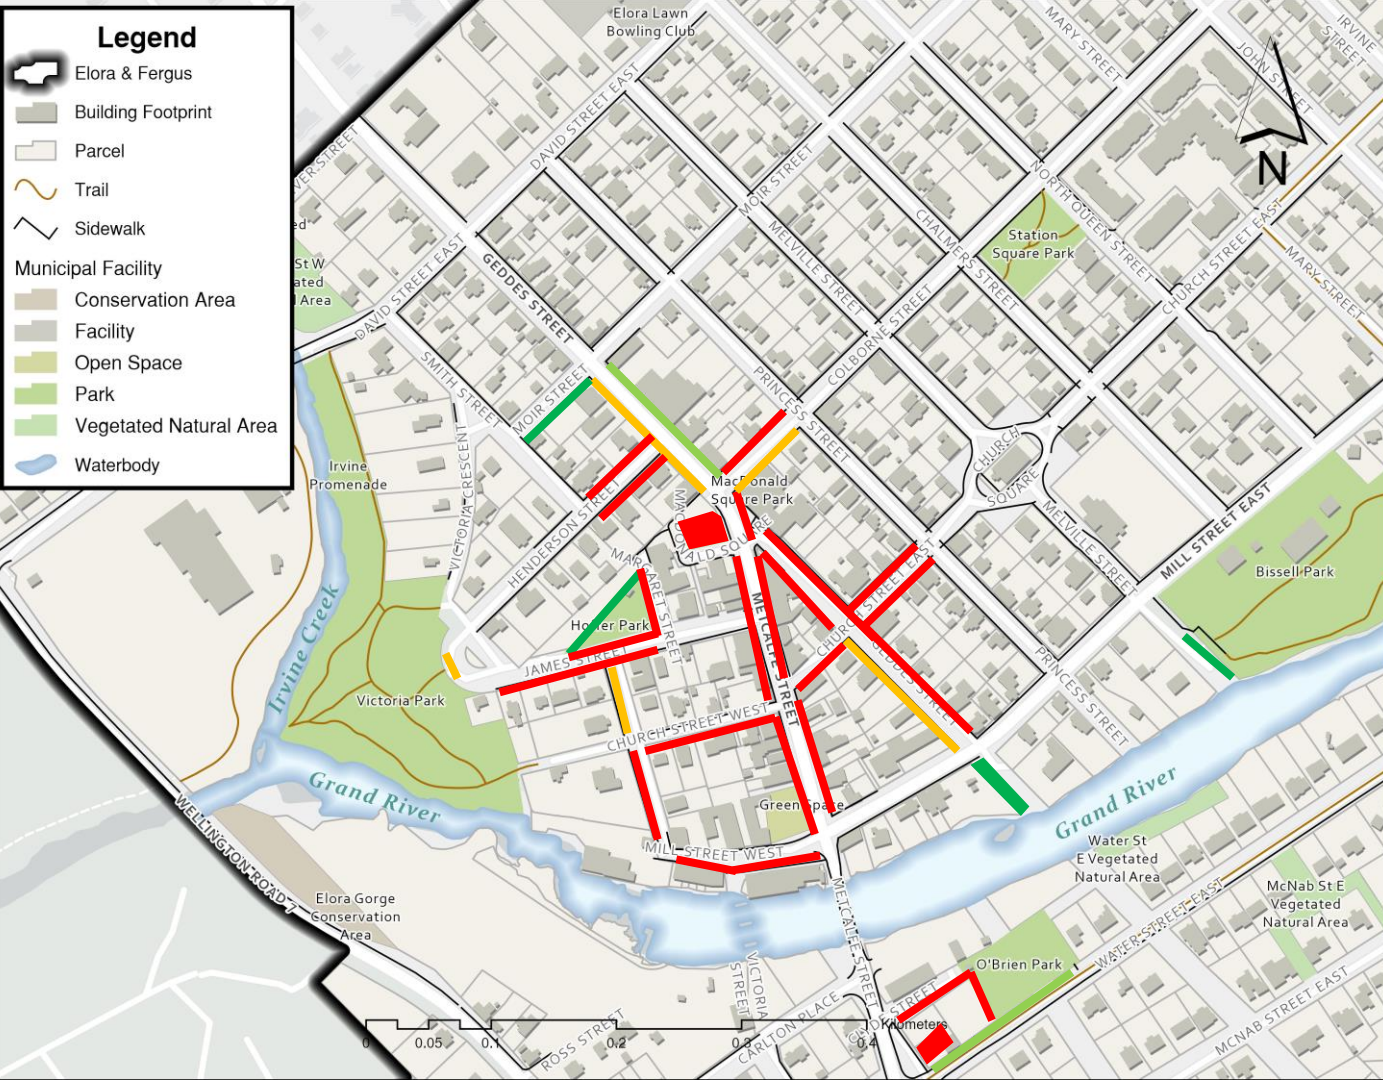 Legend
Elora & Fergus
Building Footprint
Parcel
Trail
Sidewalk
Municipal Facility
Conservation Area
Facility
Open Space
Park
Vegetated Natural Area
Waterbody
Elora Lawn
Bowling Club
MARY STREET
IRVINE
STREET
JOHN STREET
N
DAVID STREET EAST
MOIR STREET
NORTH QUEEN STREET
CHURCH STREET EAST
CHALMERS STREET
MELVILLE STREET
Station
Square Park
MARY STREET
St W
Area
DAVID STREET EAST
GEDDES STREET
SMITH STREET
MOIR STREET
PRINCESS STREET
COLBORNE STREET
CHURCH
SQUARE
MELVILLE STREET
MILL STREET EAST
Bissell Park
Irvine
Promenade
VICTORIA CRESCENT
HENDERSON STREET
MacDonald
Square Park
MACDONALD SQUARE
MARGARET STREET
METCALFE STREET
CHURCH STREET EAST
GEDDES STREET
PRINCESS STREET
Irvine Creek
JAMES STREET
Victoria Park
CHURCH STREET WEST
Green Space
MILL STREET WEST
Grand River
Grand River
WELLINGTON ROAD 7
Elora Gorge
Conservation
Area
Water St
E Vegetated
Natural Area
McNab St E
Vegetated
Natural Area
METCALFE STREET
VICTORIA
STREET
O'Brien Park
WATER STREET EAST
MCNAB STREET EAST
CARLTON PLACE
ROSS STREET
Kilometers
0 0.05 0.1 0.2 0.3 0.4